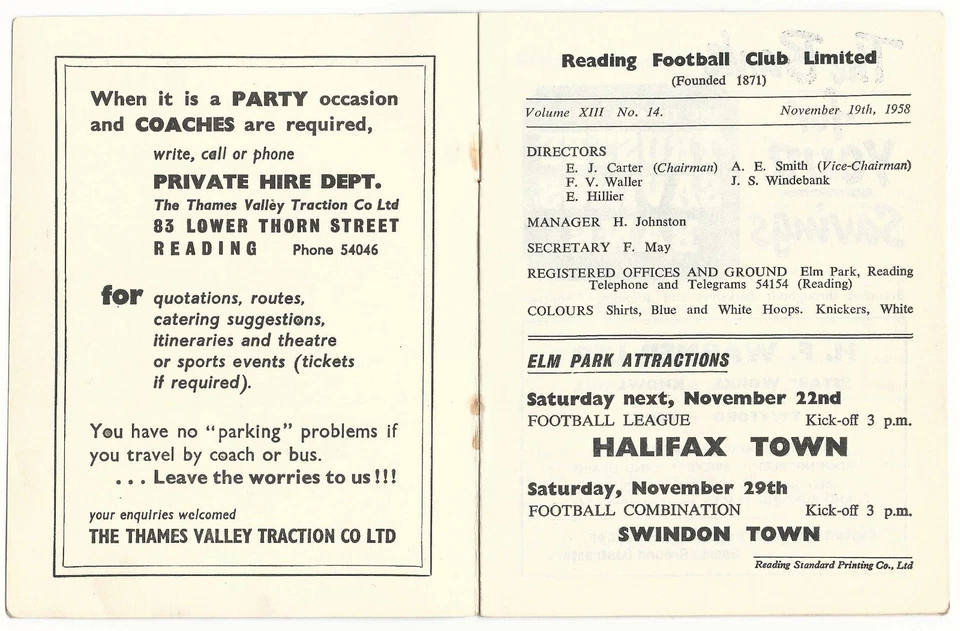 When it is a PARTY occasion
and COACHES are required,
write, call or phone
PRIVATE HIRE DEPT.
The Thames Valley Traction Co Ltd
83 LOWER THORN STREET
READING Phone 54046
for quotations, routes,
catering suggestions,
itineraries and theatre
or sports events (tickets
if required).
You have no "parking" problems if
you travel by coach or bus.
... Leave the worries to us!!!
your enquiries welcomed
THE THAMES VALLEY TRACTION CO LTD
Reading Football Club Limited
(Founded 1871)
Volume XIII No. 14. November 19th, 1958
DIRECTORS
E. J. Carter (Chairman) A. E. Smith (Vice-Chairman)
F. V. Waller J. S. Windebank
E. Hillier
MANAGER H. Johnston
SECRETARY F. May
REGISTERED OFFICES AND GROUND Elm Park, Reading
Telephone and Telegrams 54154 (Reading)
COLOURS Shirts, Blue and White Hoops. Knickers, White
ELM PARK ATTRACTIONS
Saturday next, November 22nd
FOOTBALL LEAGUE Kick-off 3 p.m.
HALIFAX TOWN
Saturday, November 29th
FOOTBALL COMBINATION Kick-off 3 p.m.
SWINDON TOWN
Reading Standard Printing Co., Ltd